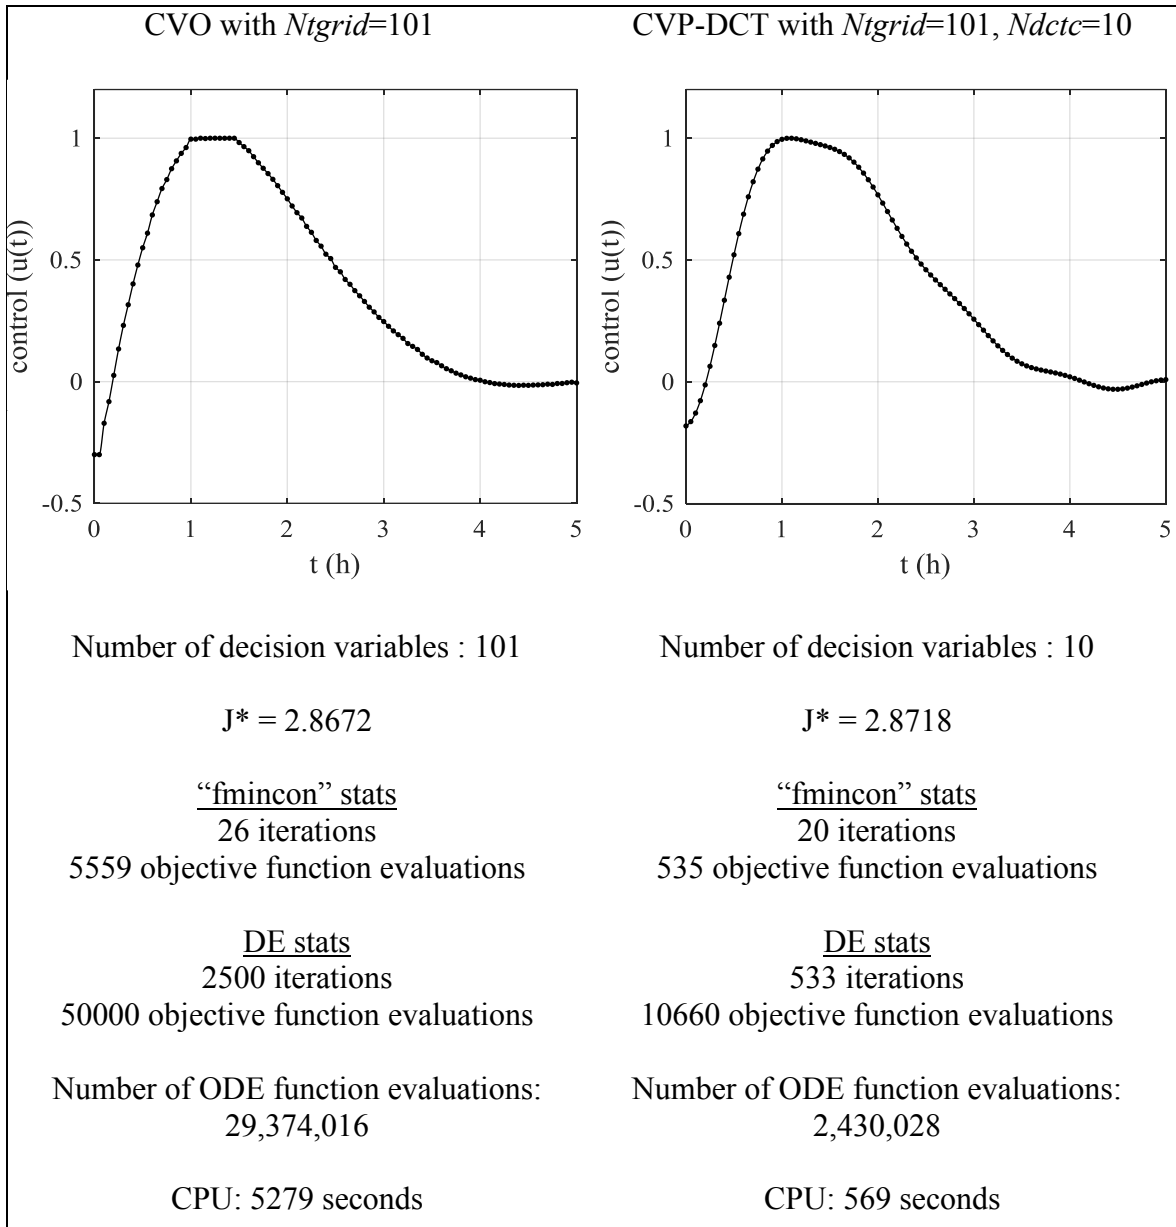 CVO with Ntgrid=101
1
0.5
0
-0.5
control (u(t))
0 1 2 3 4 5
t (h)
Number of decision variables : 101
J* = 2.8672
“fmincon” stats
26 iterations
5559 objective function evaluations
DE stats
2500 iterations
50000 objective function evaluations
Number of ODE function evaluations:
29,374,016
CPU: 5279 seconds
CVP-DCT with Ntgrid=101, Ndctc=10
1
0.5
0
-0.5
control (u(t))
0 1 2 3 4 5
t (h)
Number of decision variables : 10
J* = 2.8718
“fmincon” stats
20 iterations
535 objective function evaluations
DE stats
533 iterations
10660 objective function evaluations
Number of ODE function evaluations:
2,430,028
CPU: 569 seconds